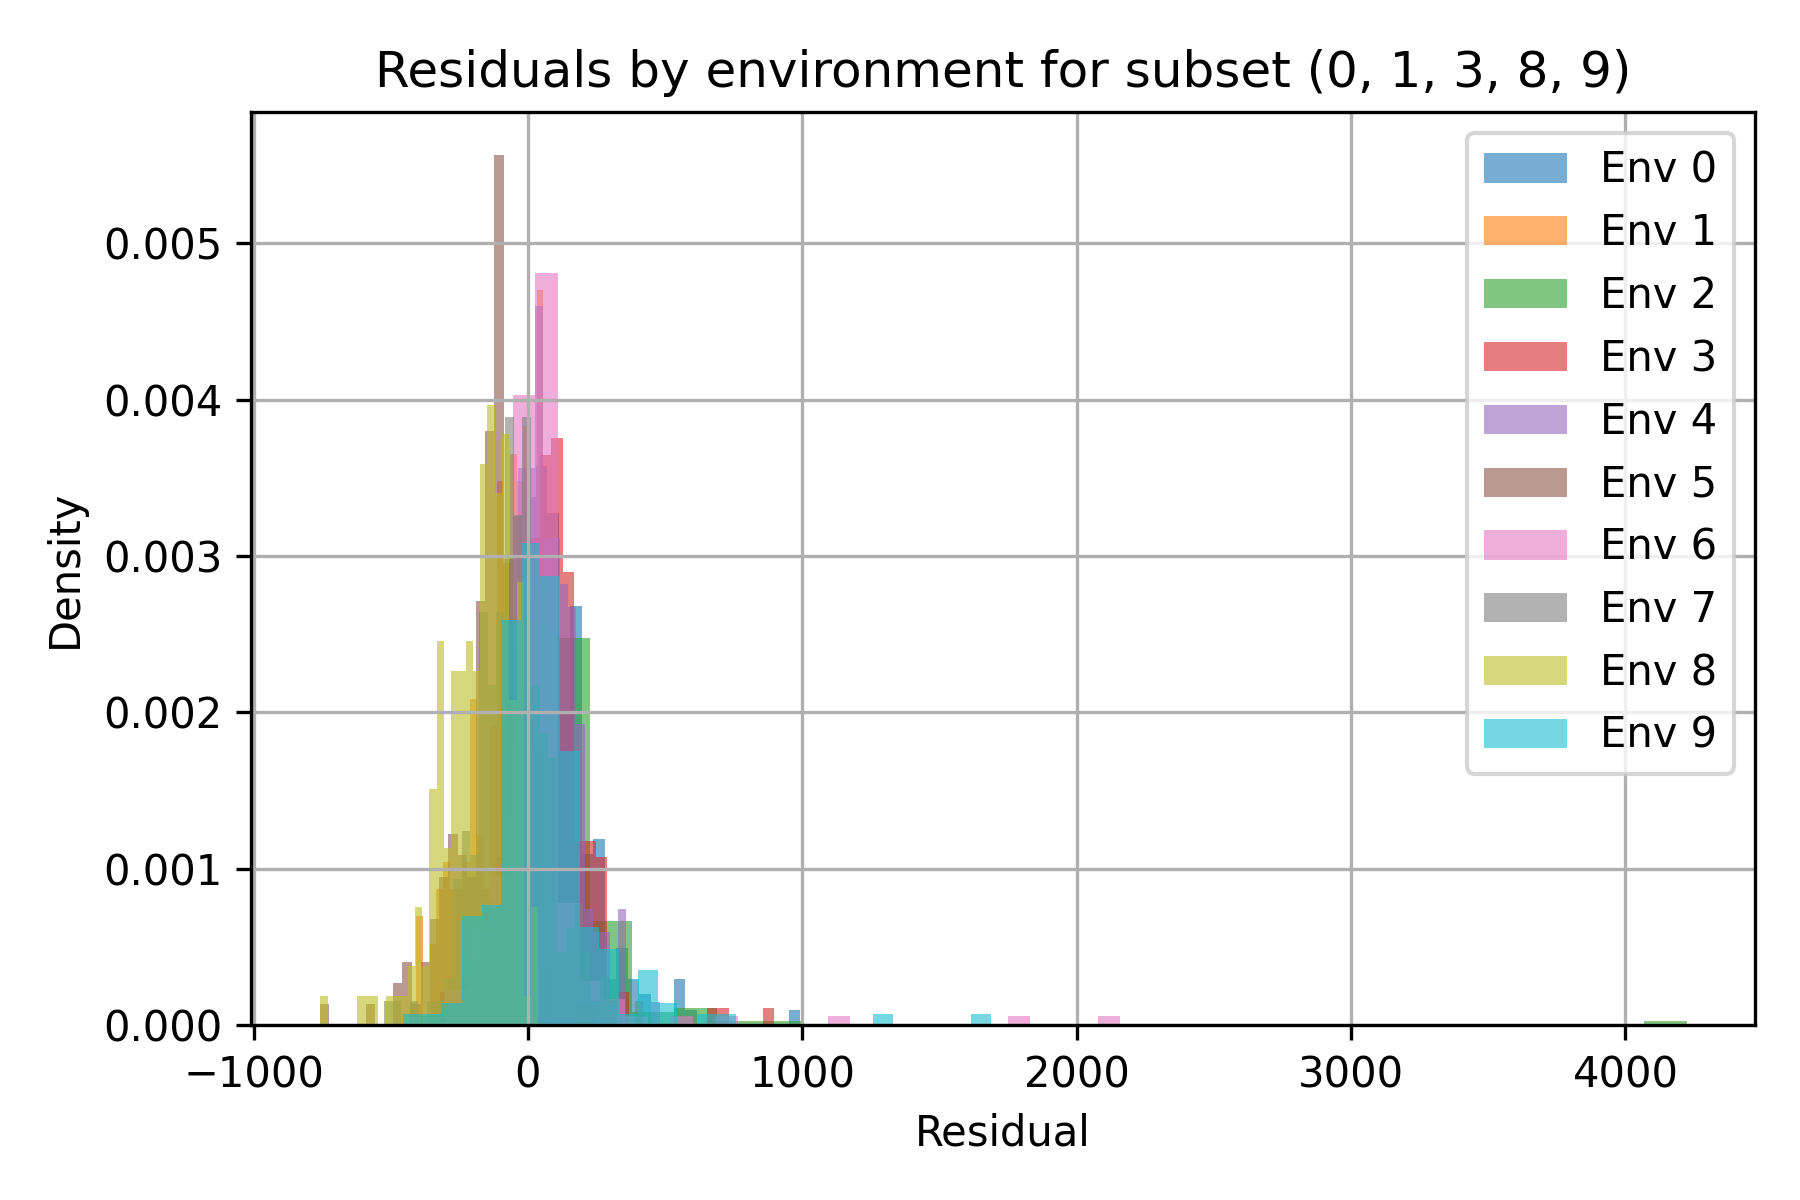 Residuals by environment for subset (0, 1, 3, 8, 9)
Density
0.005
0.004
0.003
0.002
0.001
0.000
−1000
0
1000
2000
3000
4000
Residual
Env 0
Env 1
Env 2
Env 3
Env 4
Env 5
Env 6
Env 7
Env 8
Env 9